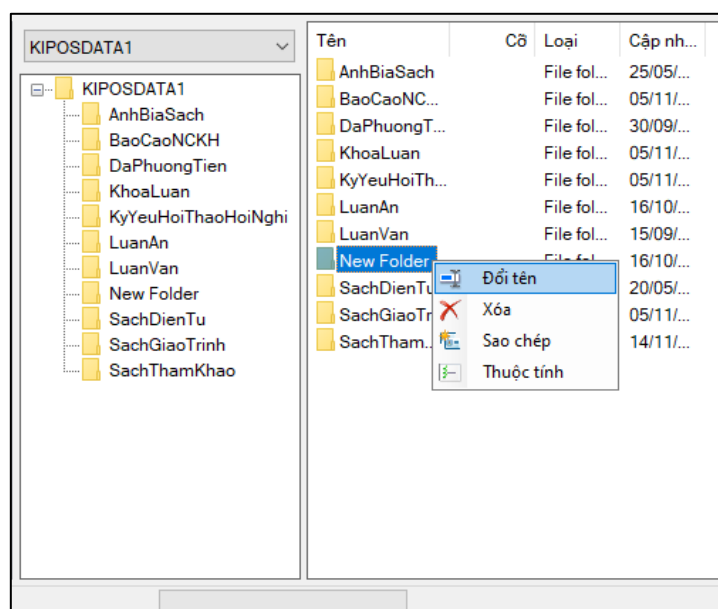 KIPOSDATA1
KIPOSDATA1
AnhBiaSach
BaoCaoNCKH
DaPhuongTien
KhoaLuan
KyYeuHoiThaoHoiNghi
LuanAn
LuanVan
New Folder
SachDienTu
SachGiaoTrinh
SachThamKhao
Tên Cỡ Loại Cập nh...
AnhBiaSach File fol... 25/05/...
BaoCaoNC... File fol... 05/11/...
DaPhuongT... File fol... 30/09/...
KhoaLuan File fol... 05/11/...
KyYeuHoiTh... File fol... 05/11/...
LuanAn File fol... 16/10/...
LuanVan File fol... 15/09/...
New Folder 16/10/...
SachDienTu 20/05/...
SachGiaoTr 05/11/...
SachTham... 14/11/...
Đổi tên
Xóa
Sao chép
Thuộc tính